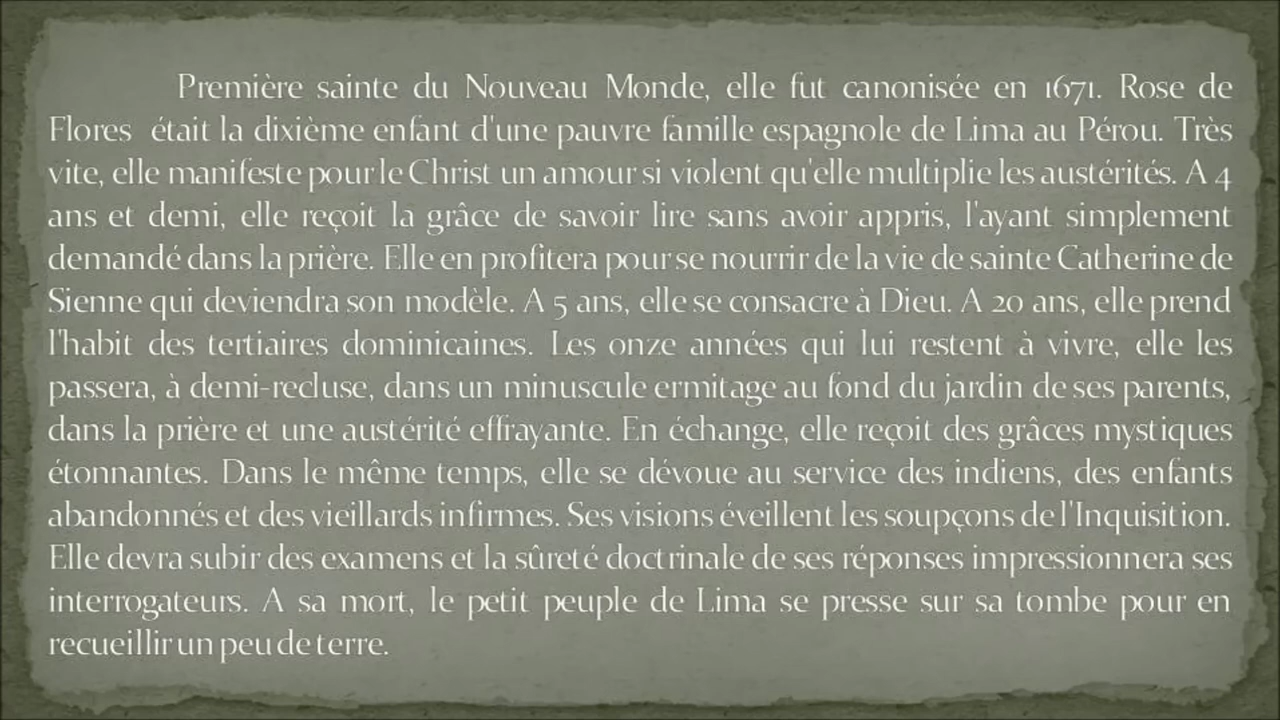 Première sainte du Nouveau Monde, elle fut canonisée en 1671. Rose de
Flores était la dixième enfant d'une pauvre famille espagnole de Lima au Pérou. Très
vite, elle manifeste pour le Christ un amour si violent qu'elle multiplie les austérités. A 4
ans et demi, elle reçoit la grâce de savoir lire sans avoir appris, l'ayant simplement
demandé dans la prière. Elle en profitera pour se nourrir de la vie de sainte Catherine de
Sienne qui deviendra son modèle. A 5 ans, elle se consacre à Dieu. A 20 ans, elle prend
l'habit des tertiaires dominicaines. Les onze années qui lui restent à vivre, elle les
passera, à demi-recluse, dans un minuscule ermitage au fond du jardin de ses parents,
dans la prière et une austérité effrayante. En échange, elle reçoit des grâces mystiques
étonnantes. Dans le même temps, elle se dévoue au service des indiens, des enfants
abandonnés et des vieillards infirmes. Ses visions éveillent les soupçons de l'Inquisition.
Elle devra subir des examens et la sûreté doctrinale de ses réponses impressionnera ses
interrogateurs. A sa mort, le petit peuple de Lima se presse sur sa tombe pour en
recueillir un peu de terre.